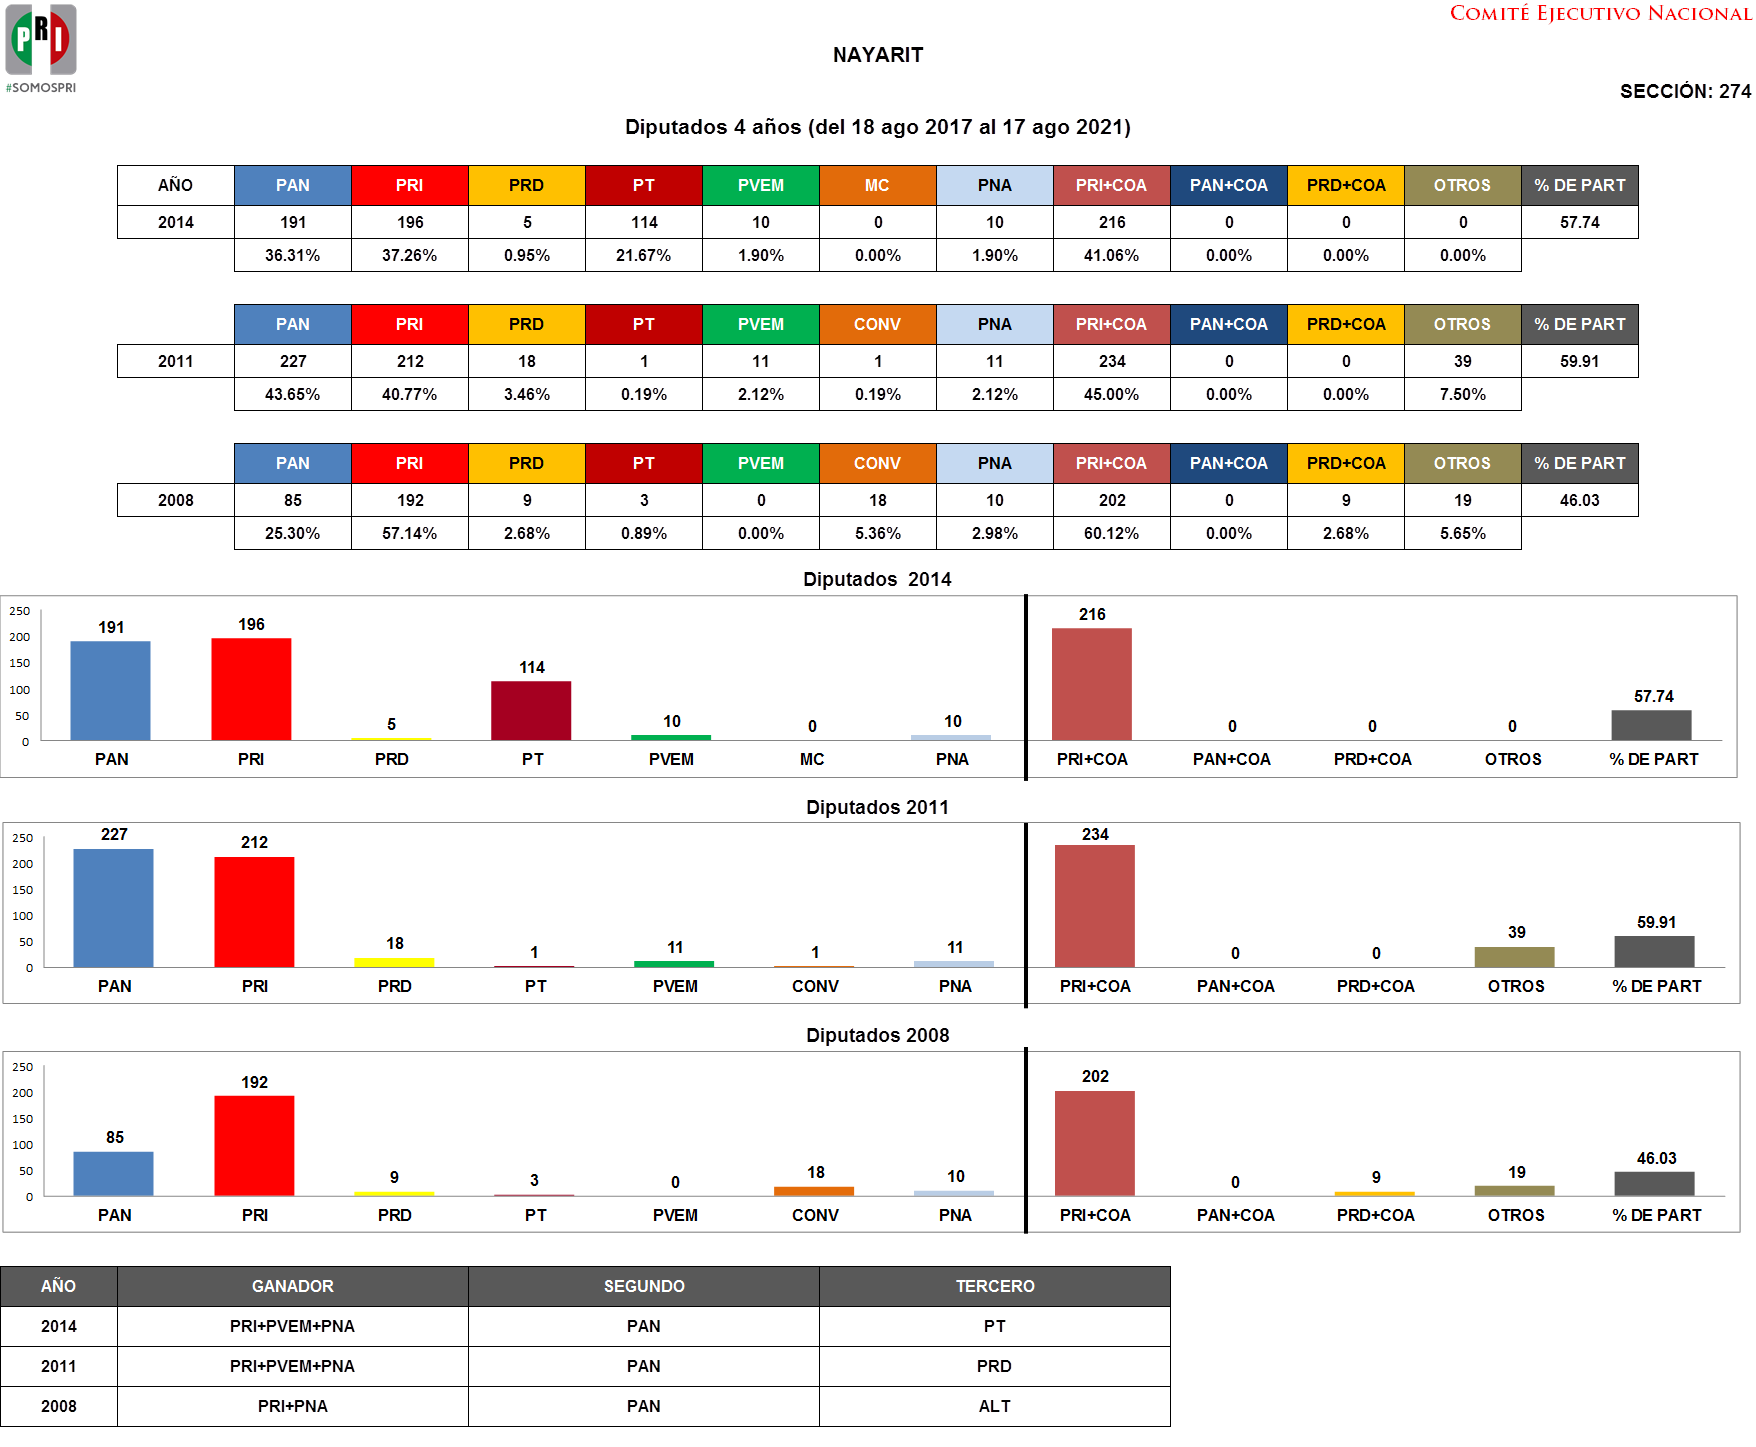 PRI
#SOMOSPRI
COMITÉ EJECUTIVO NACIONAL
NAYARIT
SECCIÓN: 274
Diputados 4 años (del 18 ago 2017 al 17 ago 2021)
AÑO PAN PRI PRD PT PVEM MC PNA PRI+COA PAN+COA PRD+COA OTROS % DE PART
2014 191 196 5 114 10 0 10 216 0 0 0 57.74
36.31% 37.26% 0.95% 21.67% 1.90% 0.00% 1.90% 41.06% 0.00% 0.00% 0.00%
PAN PRI PRD PT PVEM CONV PNA PRI+COA PAN+COA PRD+COA OTROS % DE PART
2011 227 212 18 1 11 1 11 234 0 0 39 59.91
43.65% 40.77% 3.46% 0.19% 2.12% 0.19% 2.12% 45.00% 0.00% 0.00% 7.50%
PAN PRI PRD PT PVEM CONV PNA PRI+COA PAN+COA PRD+COA OTROS % DE PART
2008 85 192 9 3 0 18 10 202 0 9 19 46.03
25.30% 57.14% 2.68% 0.89% 0.00% 5.36% 2.98% 60.12% 0.00% 2.68% 5.65%
Diputados 2014
250
200
150
100
50
0
191 196 5 114 10 0 10 216 0 0 0 57.74
PAN PRI PRD PT PVEM MC PNA PRI+COA PAN+COA PRD+COA OTROS % DE PART
Diputados 2011
250
200
150
100
50
0
227 212 18 1 11 1 11 234 0 0 39 59.91
PAN PRI PRD PT PVEM CONV PNA PRI+COA PAN+COA PRD+COA OTROS % DE PART
Diputados 2008
250
200
150
100
50
0
85 192 9 3 0 18 10 202 0 9 19 46.03
PAN PRI PRD PT PVEM CONV PNA PRI+COA PAN+COA PRD+COA OTROS % DE PART
AÑO GANADOR SEGUNDO TERCERO
2014 PRI+PVEM+PNA PAN PT
2011 PRI+PVEM+PNA PAN PRD
2008 PRI+PNA PAN ALT